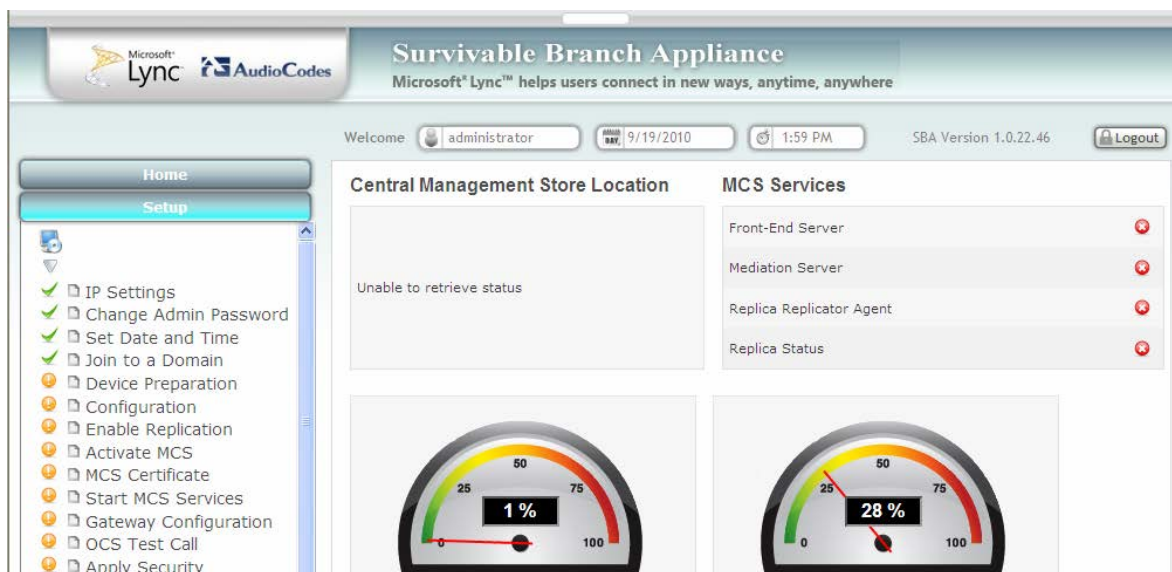 Microsoft®
Lync
AudioCodes
Survivable Branch Appliance
Microsoft® Lync™ helps users connect in new ways, anytime, anywhere
Welcome
administrator
9/19/2010
1:59 PM
SBA Version 1.0.22.46
Logout
Home
Setup
IP Settings
Change Admin Password
Set Date and Time
Join to a Domain
Device Preparation
Configuration
Enable Replication
Activate MCS
MCS Certificate
Start MCS Services
Gateway Configuration
OCS Test Call
Apply Security
Central Management Store Location
Unable to retrieve status
MCS Services
Front-End Server
Mediation Server
Replica Replicator Agent
Replica Status
0
25
50
75
100
1 %
0
25
50
75
100
28 %